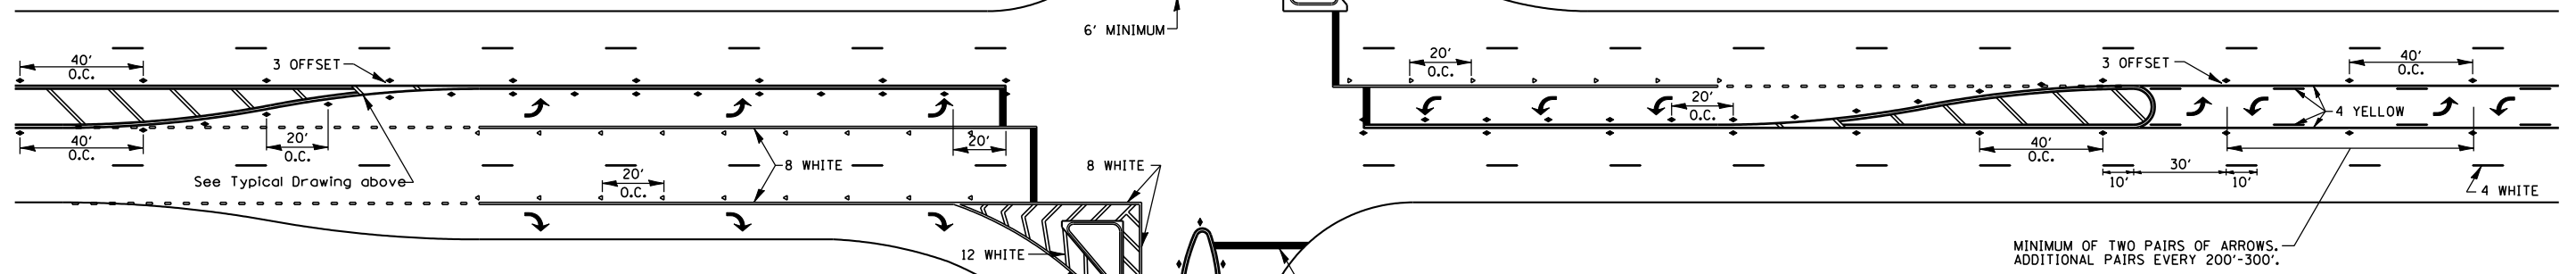 6' MINIMUM
40'
O.C.
3 OFFSET
20'
O.C.
3 OFFSET
40'
O.C.
20'
O.C.
4 YELLOW
40'
O.C.
20'
O.C.
20'
40'
O.C.
See Typical Drawing above
20'
O.C.
8 WHITE
8 WHITE
10'
30'
10'
4 WHITE
12 WHITE
MINIMUM OF TWO PAIRS OF ARROWS.
ADDITIONAL PAIRS EVERY 200'-300'.